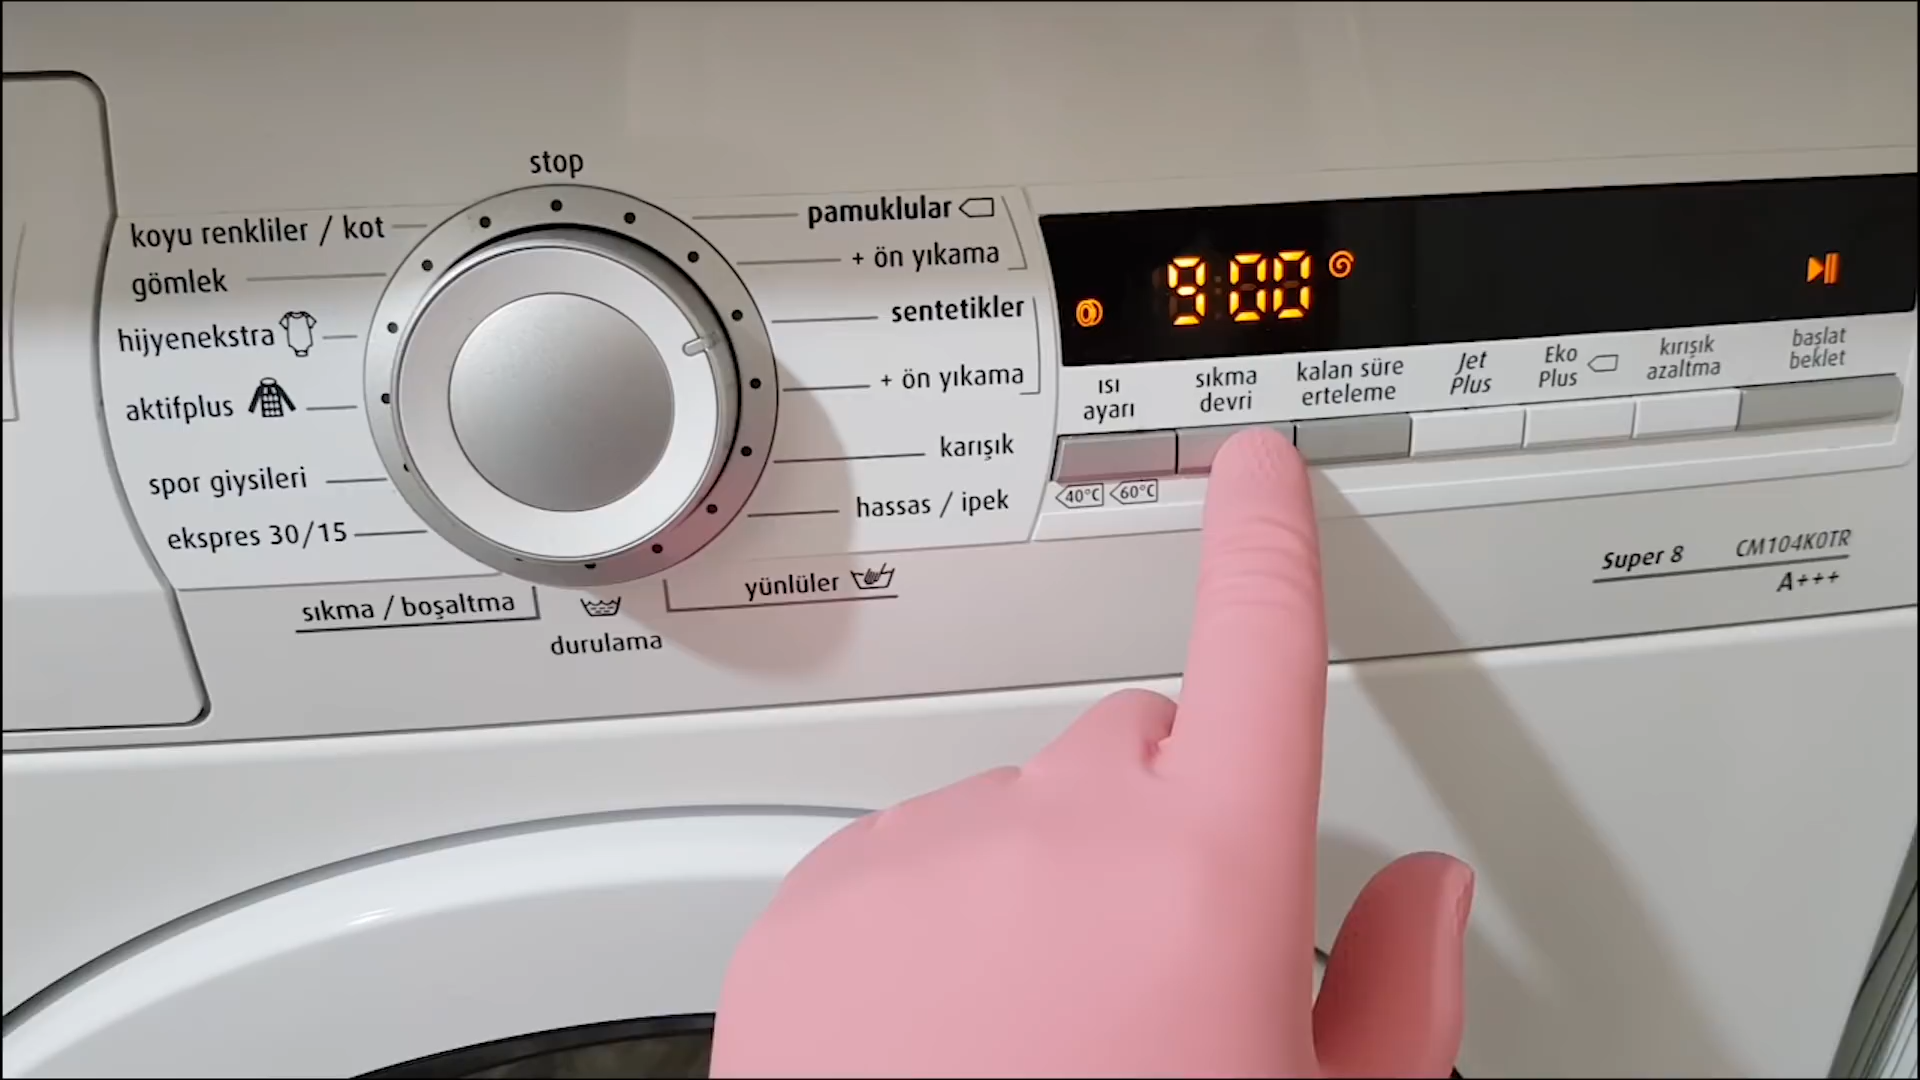 stop
koyu renkliler / kot
gömlek
hijyenekstra
aktifplus
spor giysileri
ekspres 30/15
sıkma / boşaltma
durulama
yünlüler
pamuklular
+ ön yıkama
sentetikler
+ ön yıkama
karışık
hassas / ipek
900
ısı
ayarı
sıkma
devri
kalan süre
erteleme
Jet
Plus
Eko
Plus
kırışık
azaltma
başlat
beklet
40°C 60°C
Super 8 CM104K0TR
A+++